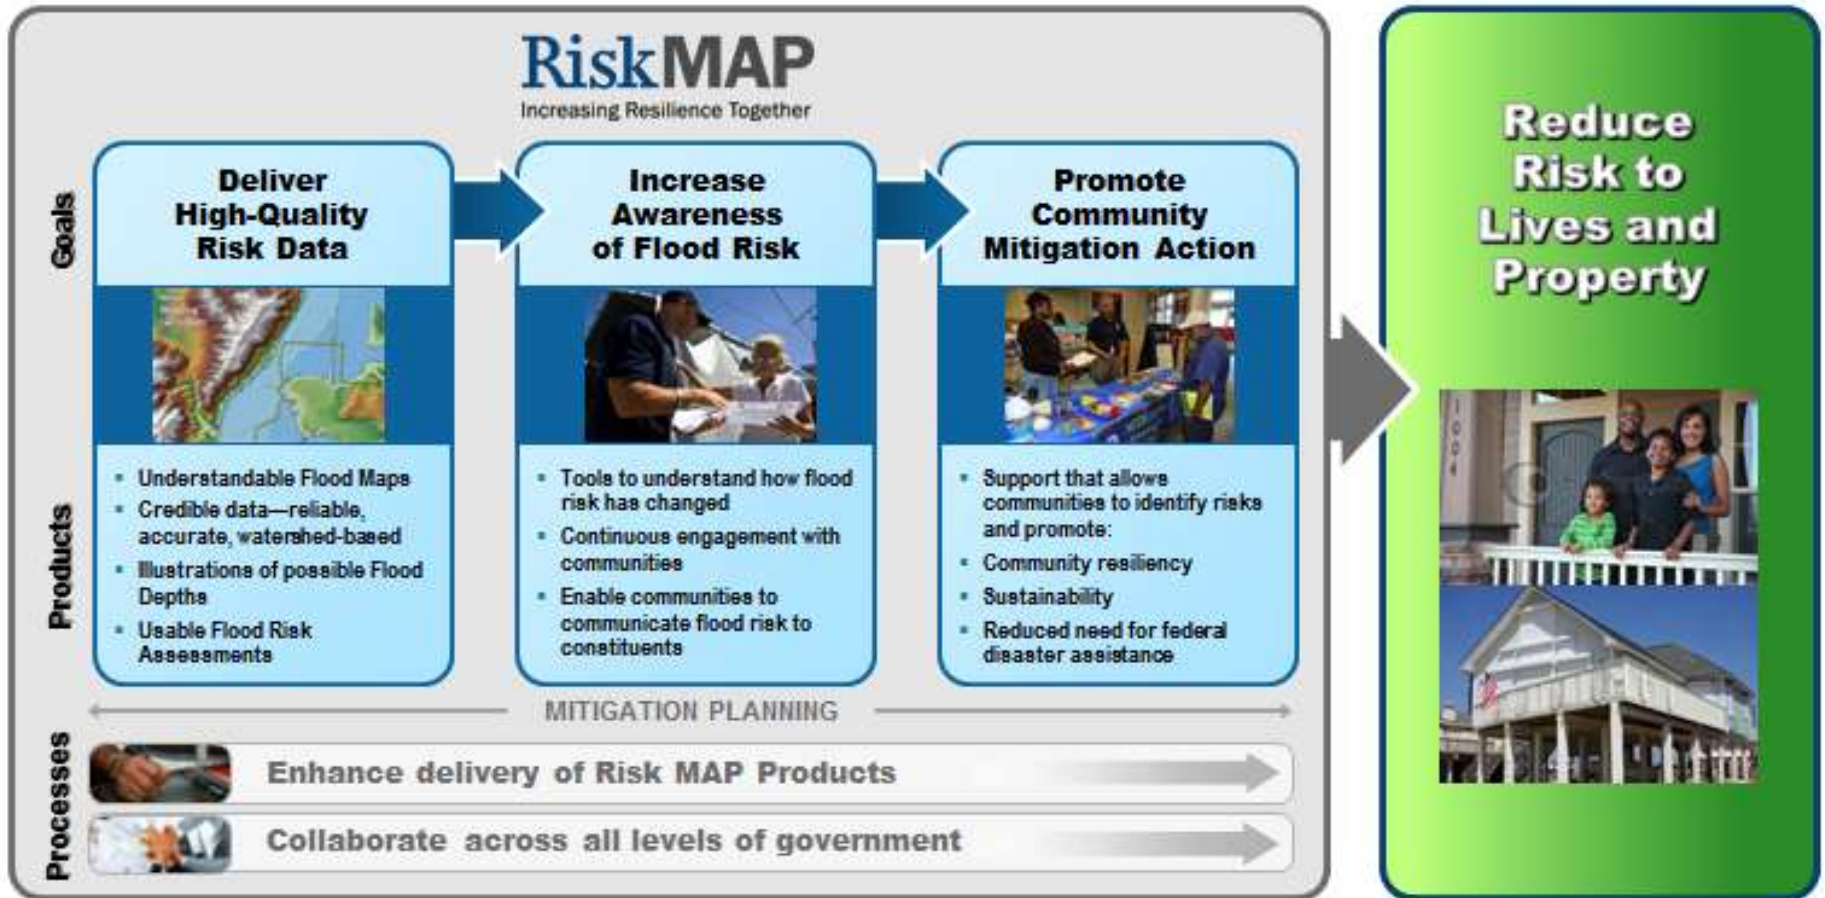 RiskMAP
Increasing Resilience Together
Goals
Deliver
High-Quality
Risk Data
Increase
Awareness
of Flood Risk
Promote
Community
Mitigation Action
Products
▪ Understandable Flood Maps
▪ Credible data—reliable,
accurate, watershed-based
▪ Illustrations of possible Flood
Depths
▪ Usable Flood Risk
Assessments
▪ Tools to understand how flood
risk has changed
▪ Continuous engagement with
communities
▪ Enable communities to
communicate flood risk to
constituents
▪ Support that allows
communities to identify risks
and promote:
▪ Community resiliency
▪ Sustainability
▪ Reduced need for federal
disaster assistance
MITIGATION PLANNING
Processes
Enhance delivery of Risk MAP Products
Collaborate across all levels of government
Reduce
Risk to
Lives and
Property
1004